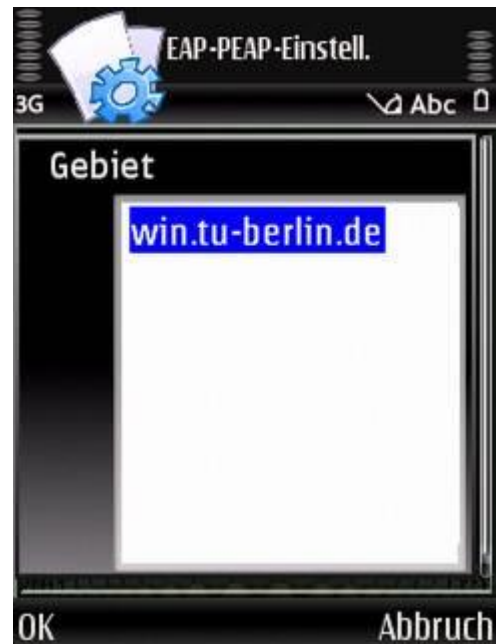 EAP-PEAP-Einstell.
3G
Abc
Gebiet
win.tu-berlin.de
OK
Abbruch